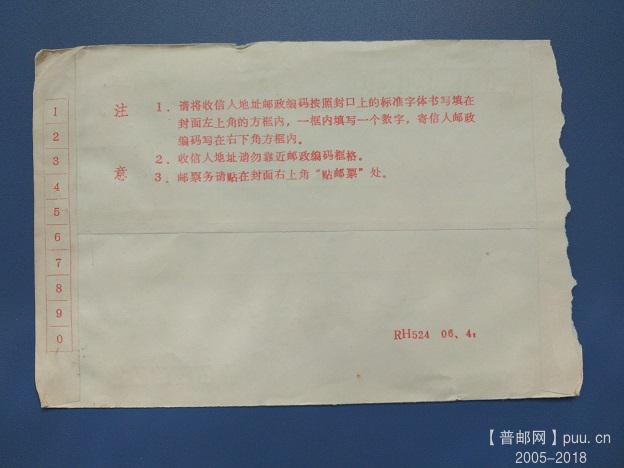 1
2
3
4
5
6
7
8
9
0
注意
1．请将收信人地址邮政编码按照封口上的标准字体书写填在
封面左上角的方框内，一框内填写一个数字，寄信人邮政
编码写在右下角方框内。
2．收信人地址请勿靠近邮政编码框格。
3．邮票务请贴在封面右上角“贴邮票”处。
RH524 06、4
【普邮网】puu.cn
2005-2018